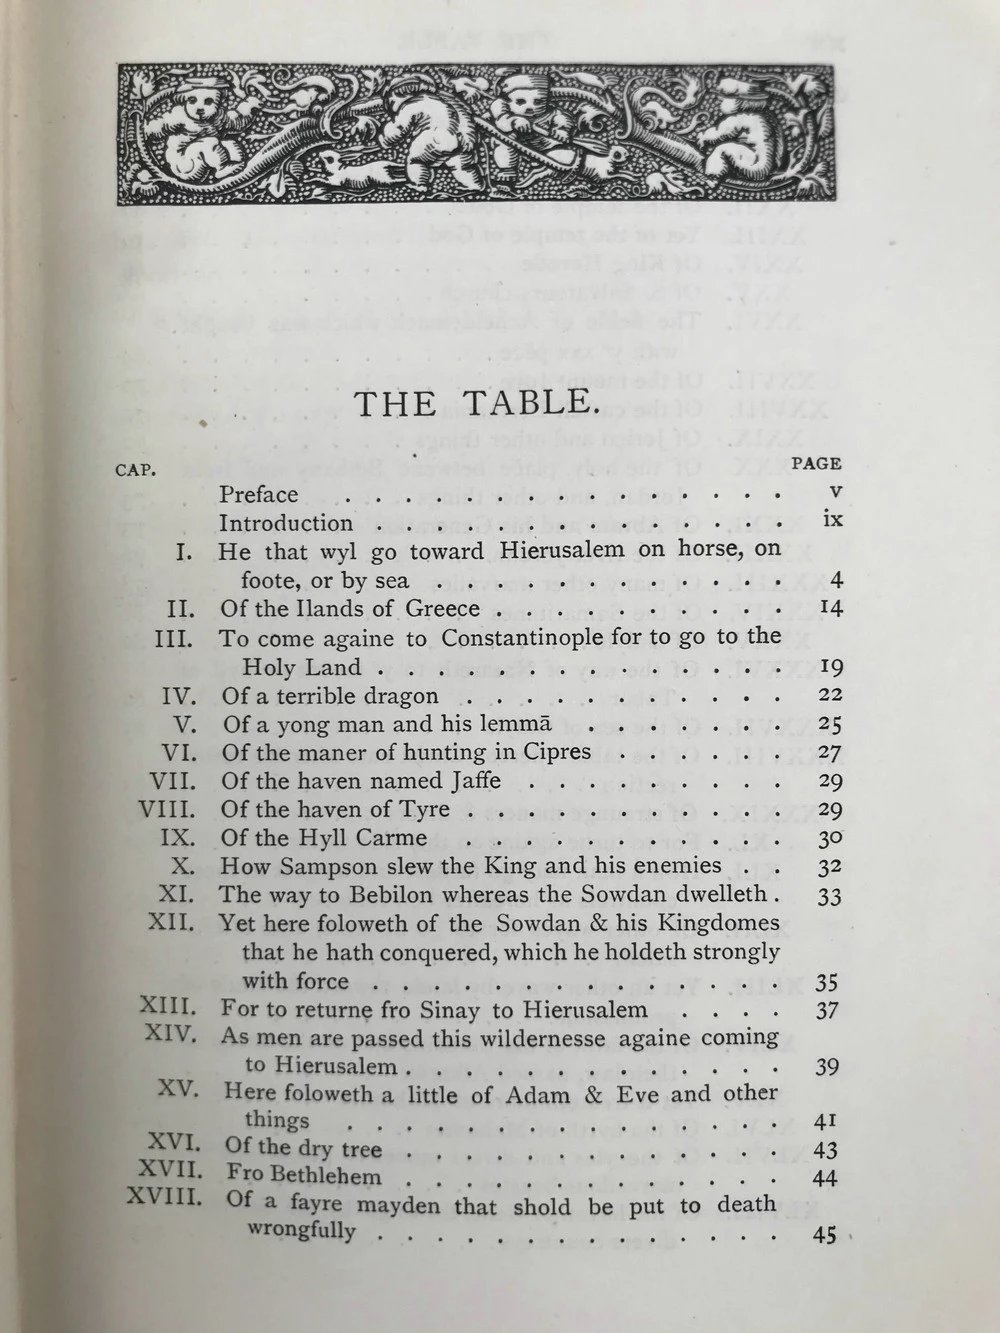 THE TABLE.
CAP. PAGE
Preface . . . . . . . . . . . . . . . v
Introduction . . . . . . . . . . . . . ix
I. He that wyl go toward Hierusalem on horse, on
foote, or by sea . . . . . . . . . . . . 4
II. Of the Ilands of Greece . . . . . . . . . . 14
III. To come againe to Constantinople for to go to the
Holy Land . . . . . . . . . . . . . . 19
IV. Of a terrible dragon . . . . . . . . . . . 22
V. Of a yong man and his lemmā . . . . . . . 25
VI. Of the maner of hunting in Cipres . . . . . . 27
VII. Of the haven named Jaffe . . . . . . . . . 29
VIII. Of the haven of Tyre . . . . . . . . . . . 29
IX. Of the Hyll Carme . . . . . . . . . . . 30
X. How Sampson slew the King and his enemies . . 32
XI. The way to Bebilon whereas the Sowdan dwelleth . 33
XII. Yet here foloweth of the Sowdan & his Kingdomes
that he hath conquered, which he holdeth strongly
with force . . . . . . . . . . . . . . 35
XIII. For to returne fro Sinay to Hierusalem . . . . 37
XIV. As men are passed this wildernesse againe coming
to Hierusalem . . . . . . . . . . . . . 39
XV. Here foloweth a little of Adam & Eve and other
things . . . . . . . . . . . . . . . 41
XVI. Of the dry tree . . . . . . . . . . . . . 43
XVII. Fro Bethlehem . . . . . . . . . . . . . 44
XVIII. Of a fayre mayden that shold be put to death
wrongfully . . . . . . . . . . . . . . 45